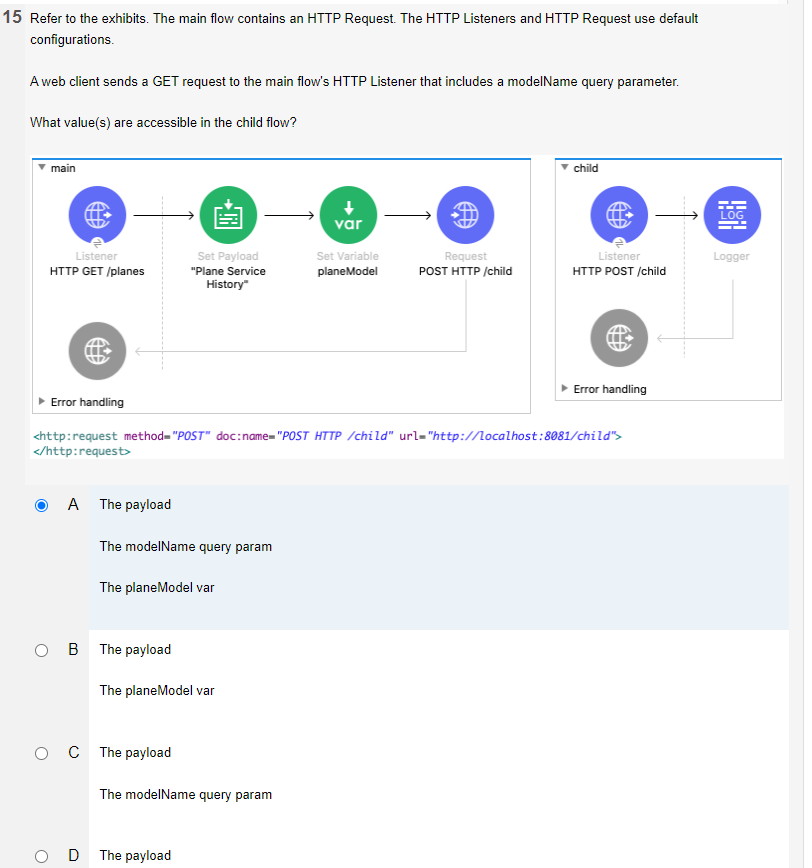 15 Refer to the exhibits. The main flow contains an HTTP Request. The HTTP Listeners and HTTP Request use default
configurations.
A web client sends a GET request to the main flow's HTTP Listener that includes a modelName query parameter.
What value(s) are accessible in the child flow?
main
Listener
HTTP GET /planes
Set Payload
"Plane Service
History"
var
Set Variable
planeModel
Request
POST HTTP /child
Error handling
child
Listener
HTTP POST /child
LOG
Logger
Error handling
<http:request method="POST" doc:name="POST HTTP /child" url="http://localhost:8081/child">
</http:request>
A The payload
The modelName query param
The planeModel var
B The payload
The planeModel var
C The payload
The modelName query param
D The payload